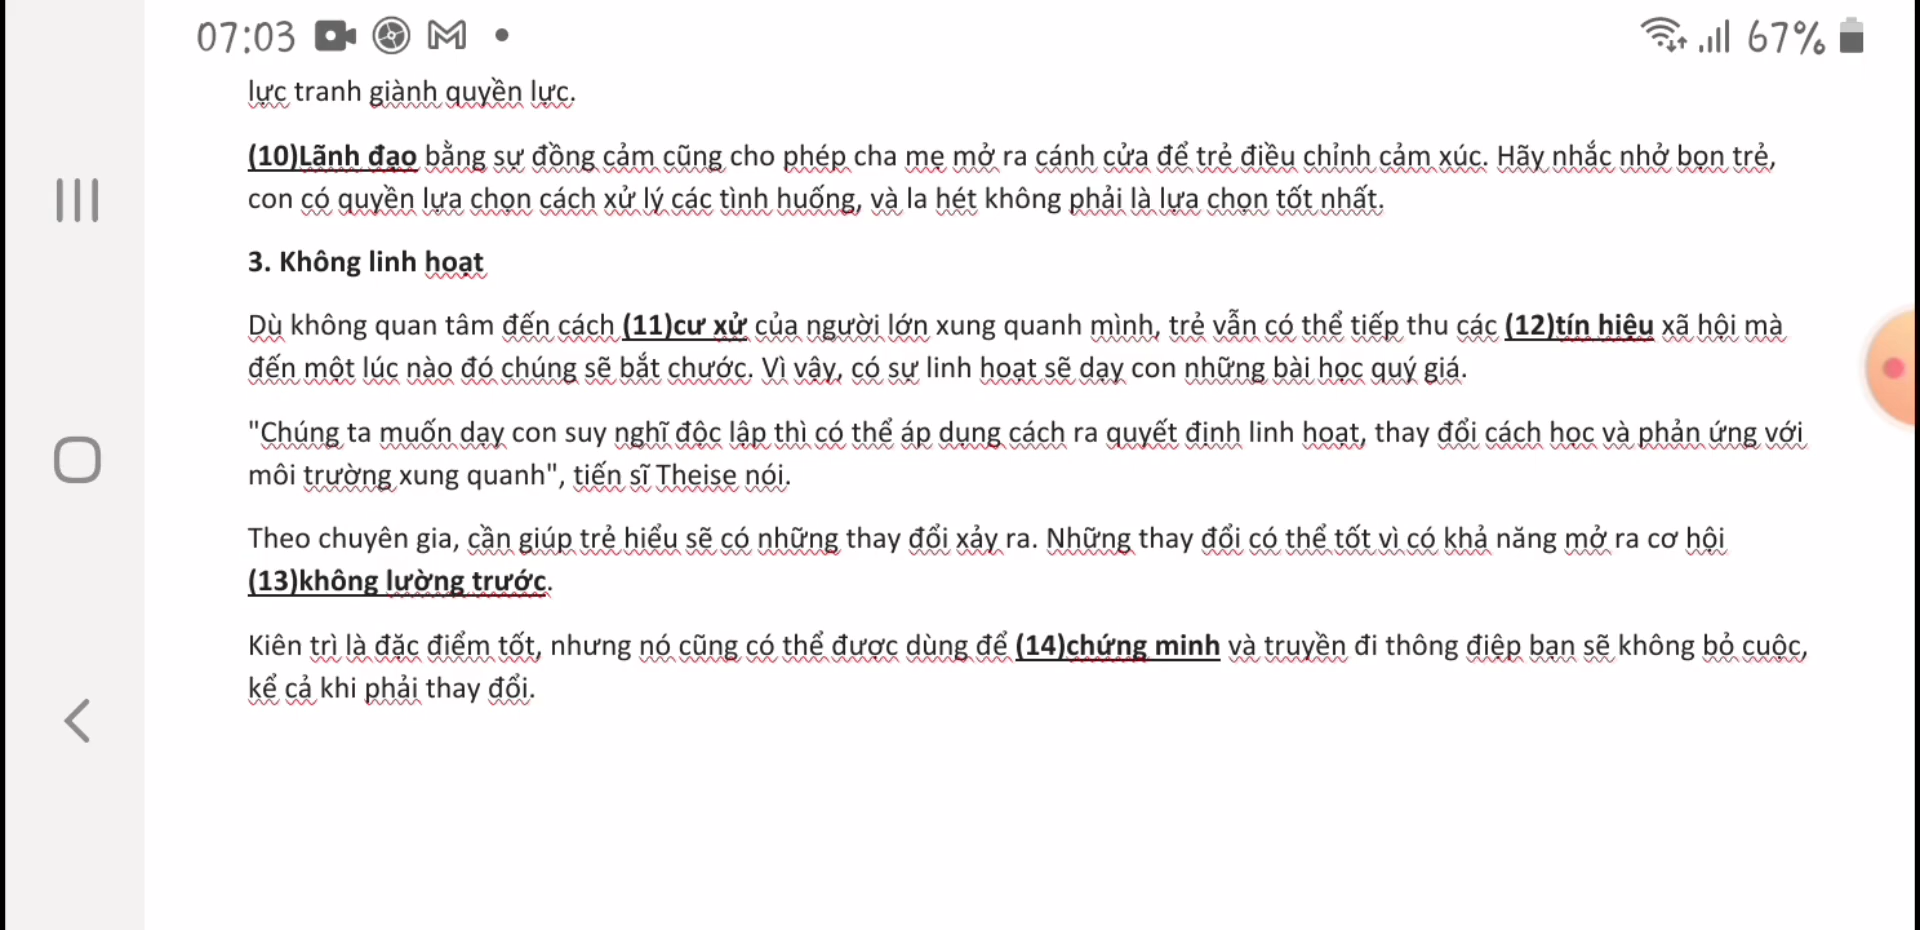 07:03 67%
lực tranh giành quyền lực.
(10)Lãnh đạo bằng sự đồng cảm cũng cho phép cha mẹ mở ra cánh cửa để trẻ điều chỉnh cảm xúc. Hãy nhắc nhở bọn trẻ,
con có quyền lựa chọn cách xử lý các tình huống, và la hét không phải là lựa chọn tốt nhất.
3. Không linh hoạt
Dù không quan tâm đến cách (11)cư xử của người lớn xung quanh mình, trẻ vẫn có thể tiếp thu các (12)tín hiệu xã hội mà
đến một lúc nào đó chúng sẽ bắt chước. Vì vậy, có sự linh hoạt sẽ dạy con những bài học quý giá.
"Chúng ta muốn dạy con suy nghĩ độc lập thì có thể áp dụng cách ra quyết định linh hoạt, thay đổi cách học và phản ứng với
môi trường xung quanh", tiến sĩ Theise nói.
Theo chuyên gia, cần giúp trẻ hiểu sẽ có những thay đổi xảy ra. Những thay đổi có thể tốt vì có khả năng mở ra cơ hội
(13)không lường trước.
Kiên trì là đặc điểm tốt, nhưng nó cũng có thể được dùng để (14)chứng minh và truyền đi thông điệp bạn sẽ không bỏ cuộc,
kể cả khi phải thay đổi.